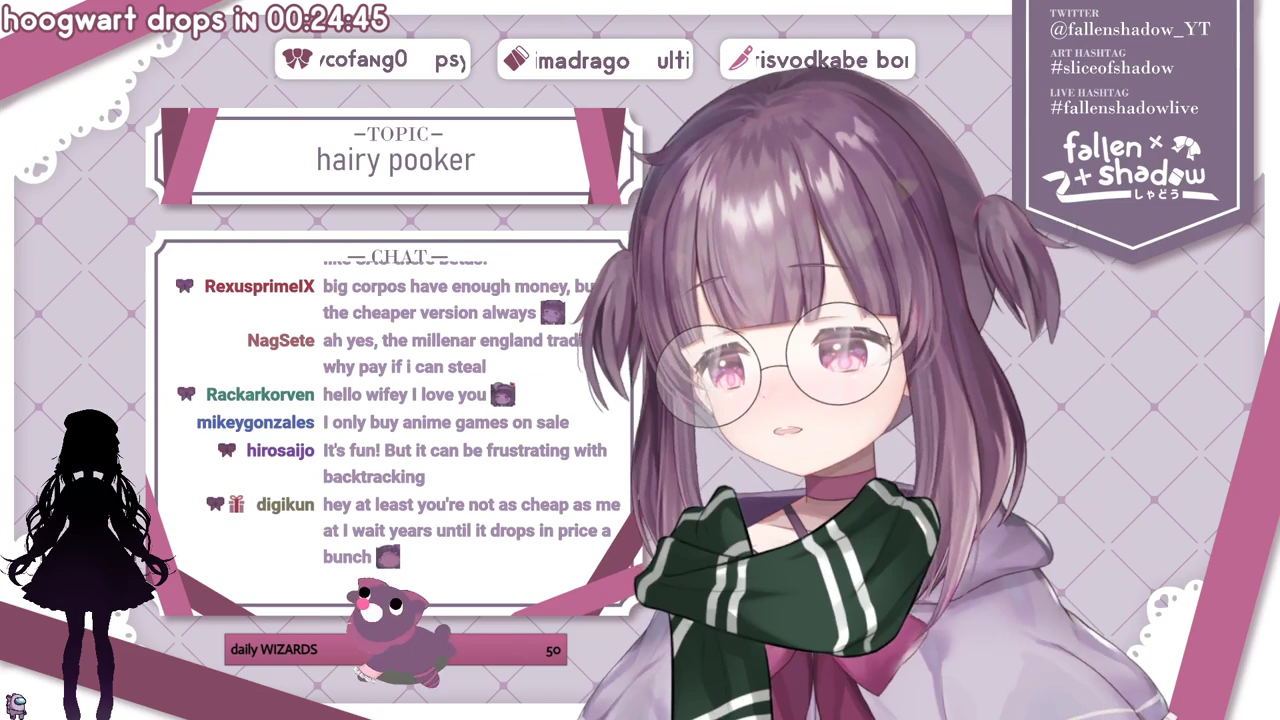 hoogwart drops in 00:24:45
ycofang0 psy
imadrago ulti
risvodkabe bor
TOPIC
hairy pooker
CHAT
RexusprimeIX big corpos have enough money, bu
the cheaper version always
NagSete ah yes, the millenar england trad
why pay if i can steal
Rackarkorven hello wifey I love you
mikeygonzales I only buy anime games on sale
hirosaijo It's fun! But it can be frustrating with
backtracking
digikun hey at least you're not as cheap as me
at I wait years until it drops in price a
bunch
daily WIZARDS 50
TWITTER
@fallenshadow_YT
ART HASHTAG
#sliceofshadow
LIVE HASHTAG
#fallenshadowlive
fallen
shadow
しゃどう